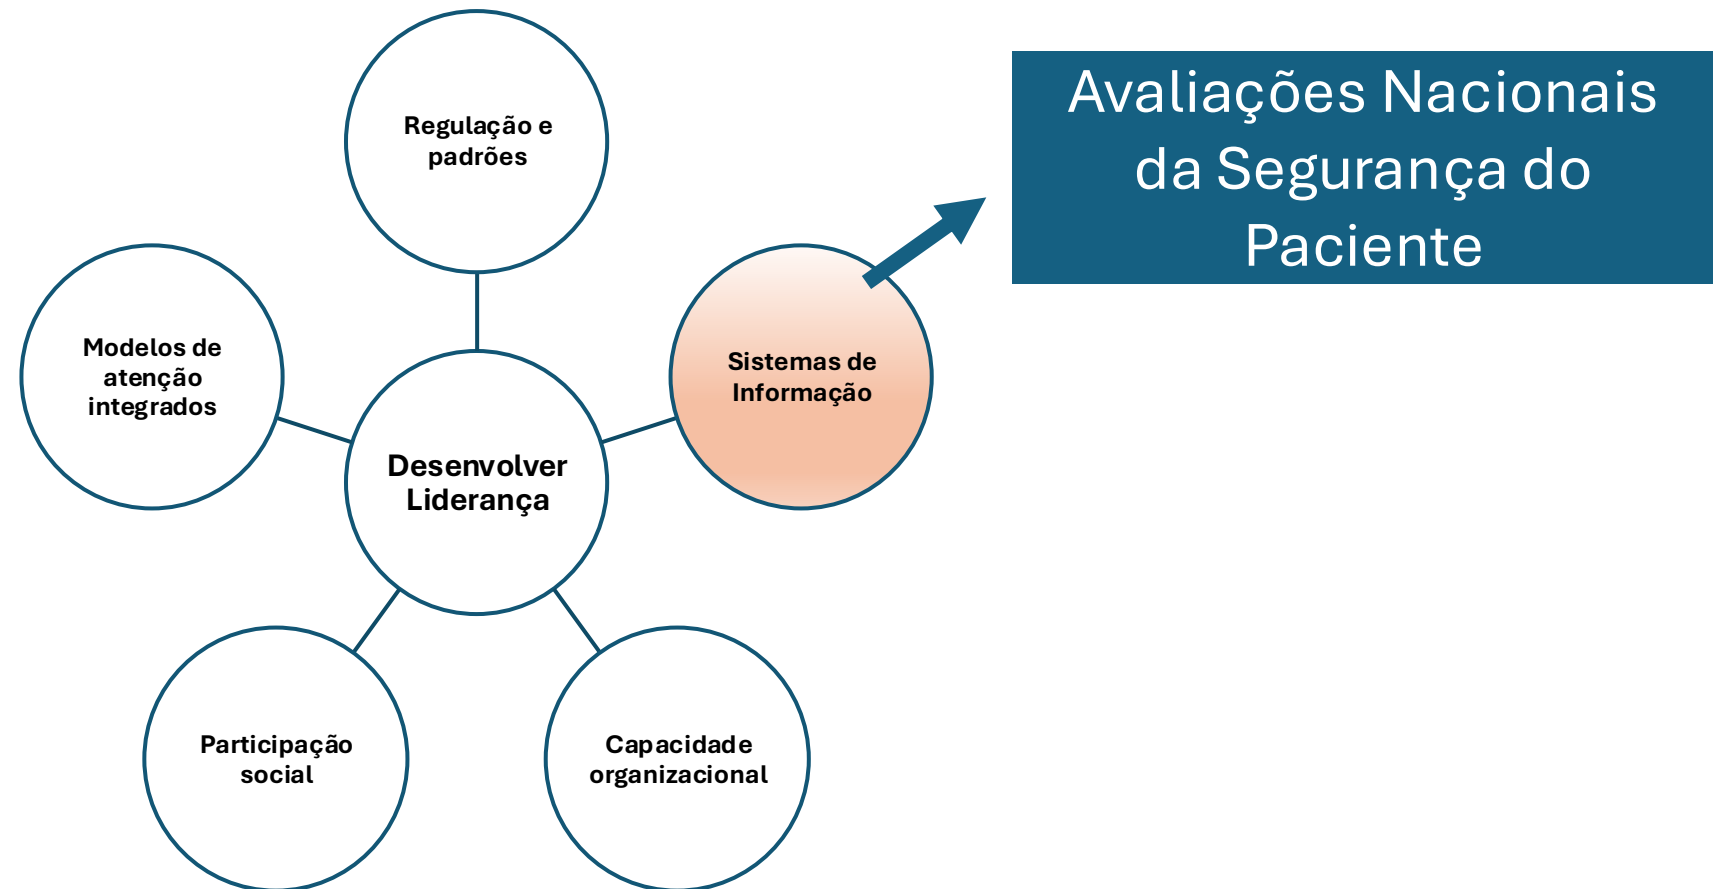 Regulação e
padrões
Avaliações Nacionais
da Segurança do
Paciente
Modelos de
atenção
integrados
Sistemas de
Informação
Desenvolver
Liderança
Participação
social
Capacidade
organizacional